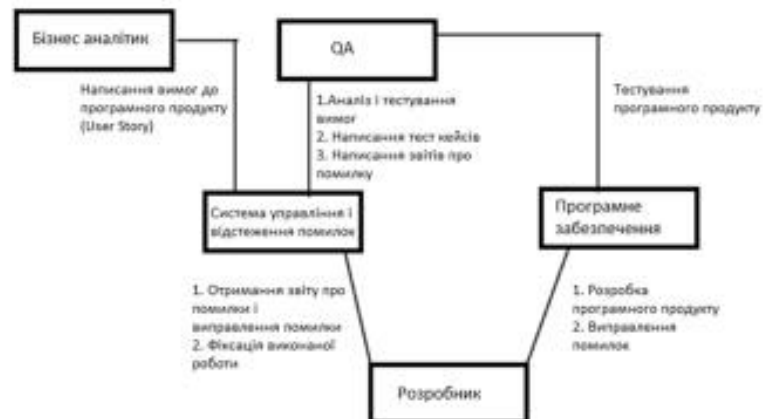 Бізнес аналітик
QA
Написання вимог до
програмного продукту
(User Story)
1.Аналіз і тестування
вимог
2. Написання тест кейсів
3. Написання звітів про
помилку
Тестування
програмного продукту
Система управління і
відстеження помилок
Програмне
забезпечення
1. Отримання звіту про
помилки і
виправлення помилки
2. Фіксація виконаної
роботи
1. Розробка
програмного продукту
2. Виправлення
помилок
Розробник